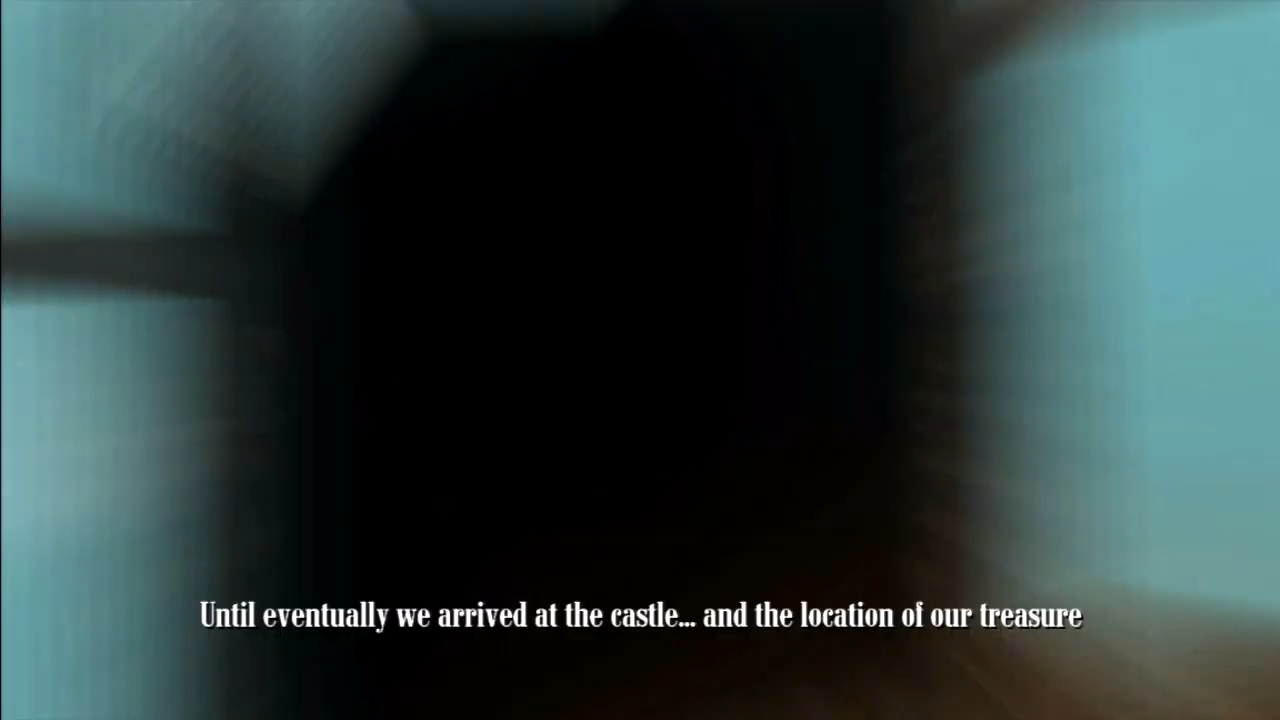 Until eventually we arrived at the castle... and the location of our treasure